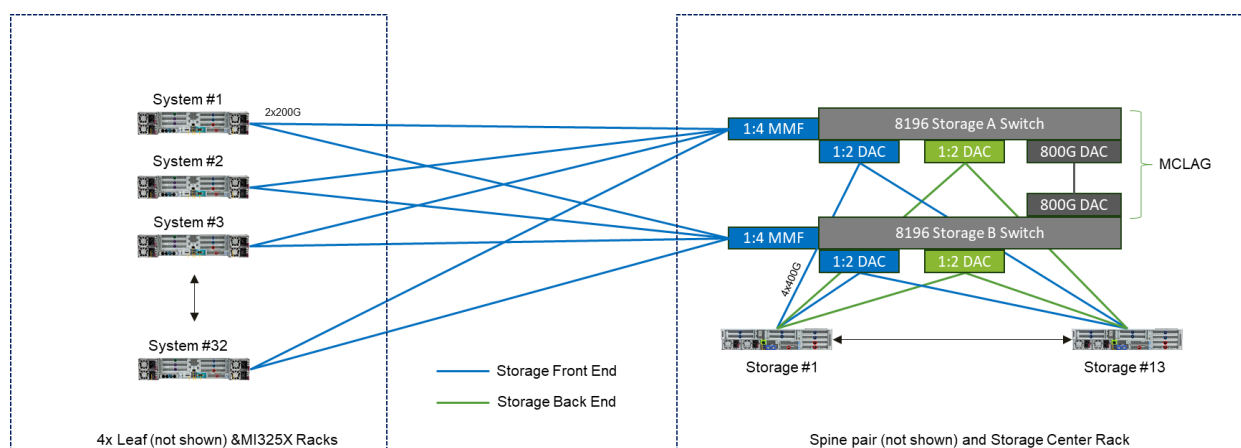 System #1
2x200G
System #2
System #3
System #32
4x Leaf (not shown) &MI325X Racks
Storage Front End
Storage Back End
1:4 MMF
8196 Storage A Switch
1:2 DAC
1:2 DAC
800G DAC
MCLAG
800G DAC
1:4 MMF
8196 Storage B Switch
1:2 DAC
1:2 DAC
4x400G
Storage #1
Storage #13
Spine pair (not shown) and Storage Center Rack